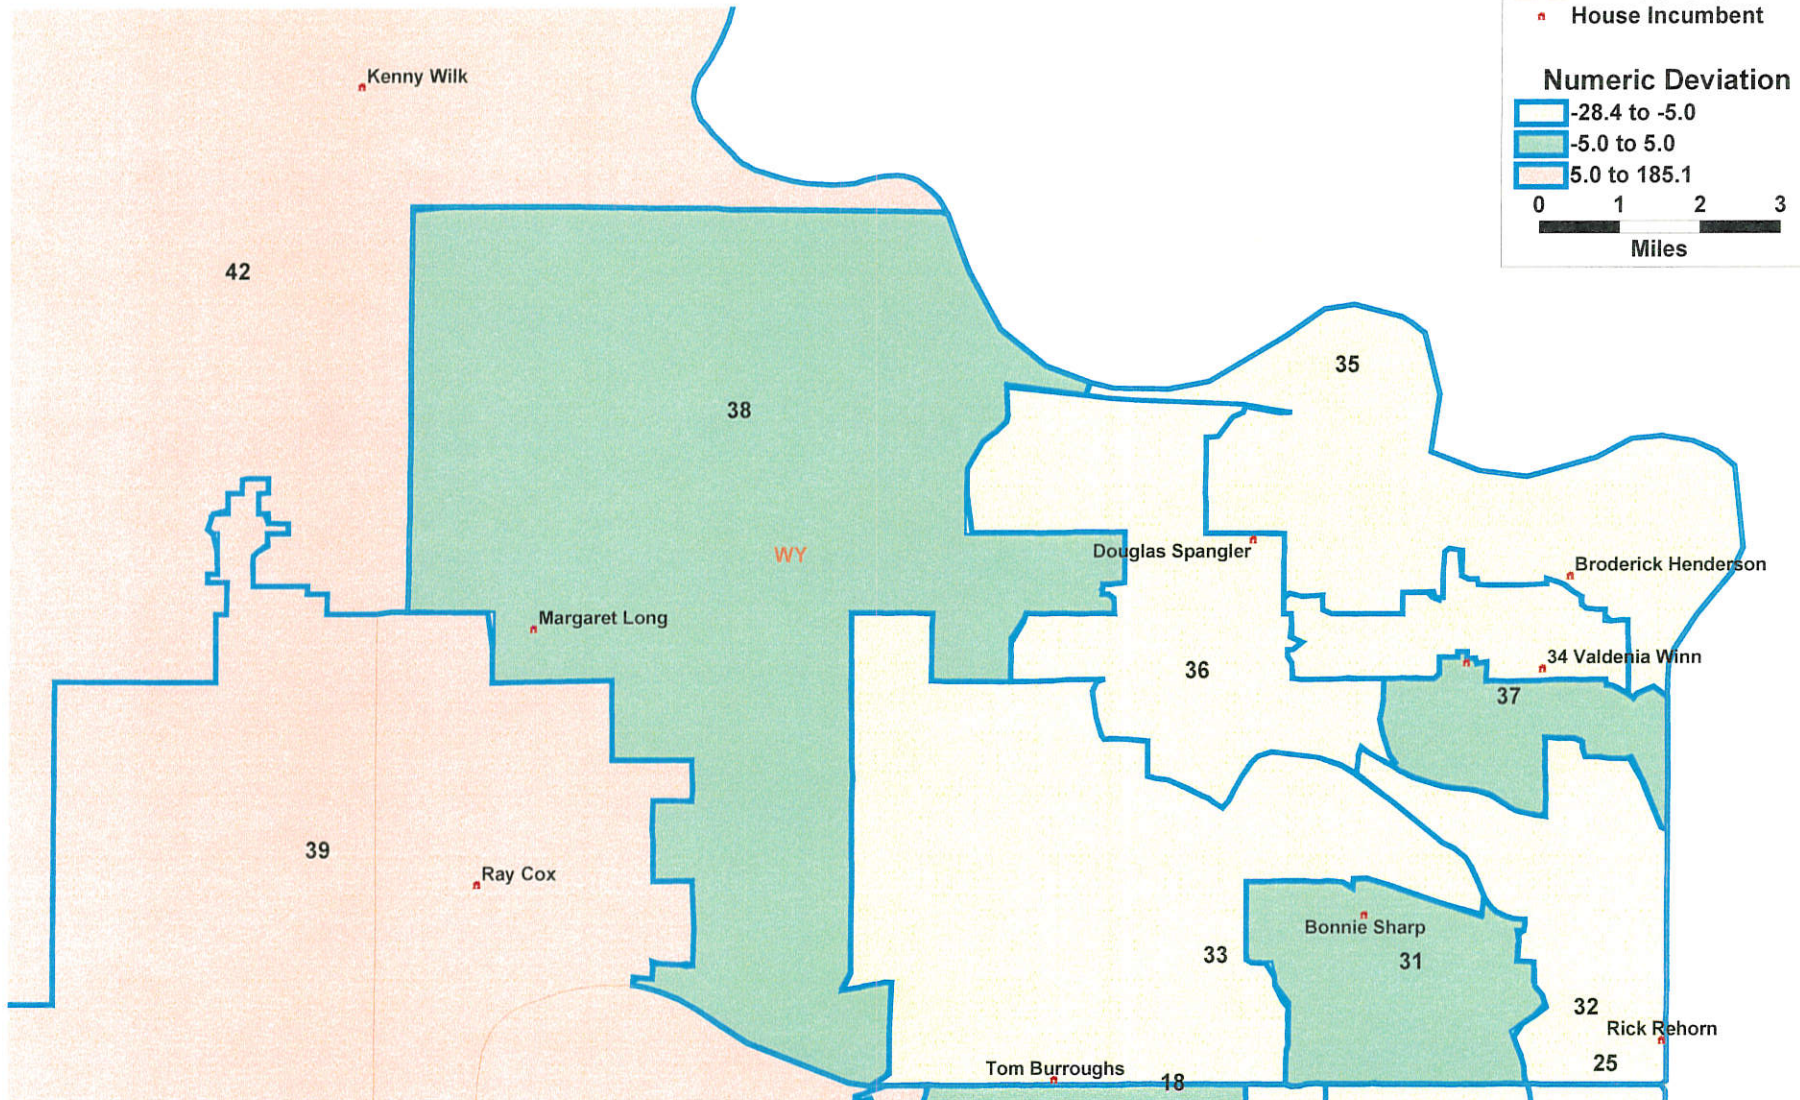 House Incumbent
Kenny Wilk
Numeric Deviation
-28.4 to -5.0
-5.0 to 5.0
5.0 to 185.1
0 1 2 3
Miles
42
35
38
WY
Douglas Spangler
Broderick Henderson
Margaret Long
34 Valdenia Winn
36
37
39
Ray Cox
Bonnie Sharp
33
31
32
Rick Rehorn
25
Tom Burroughs
18